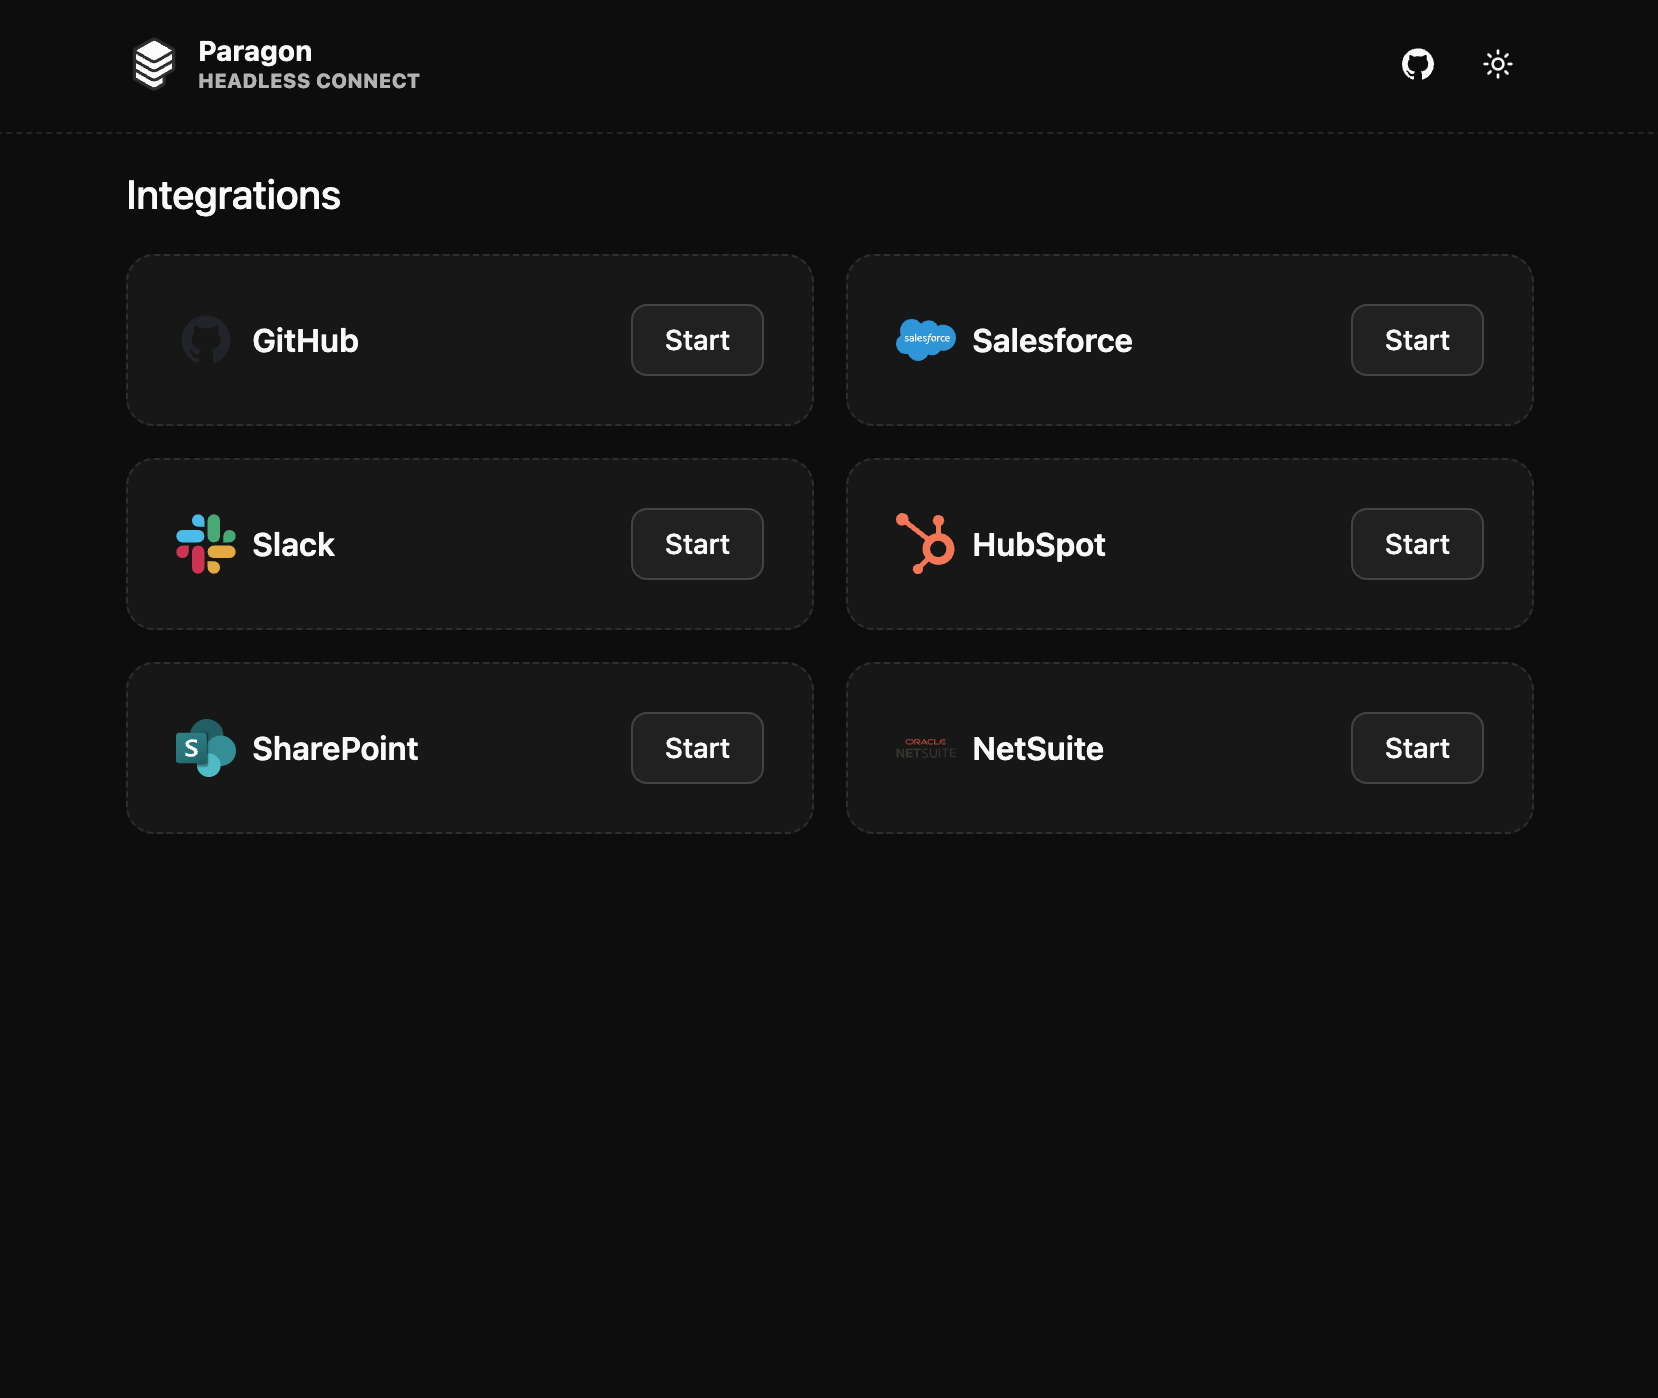 Paragon
HEADLESS CONNECT
Integrations
GitHub
Start
salesforce
Salesforce
Start
Slack
Start
HubSpot
Start
S
SharePoint
Start
ORACLE
NETSUITE
NetSuite
Start